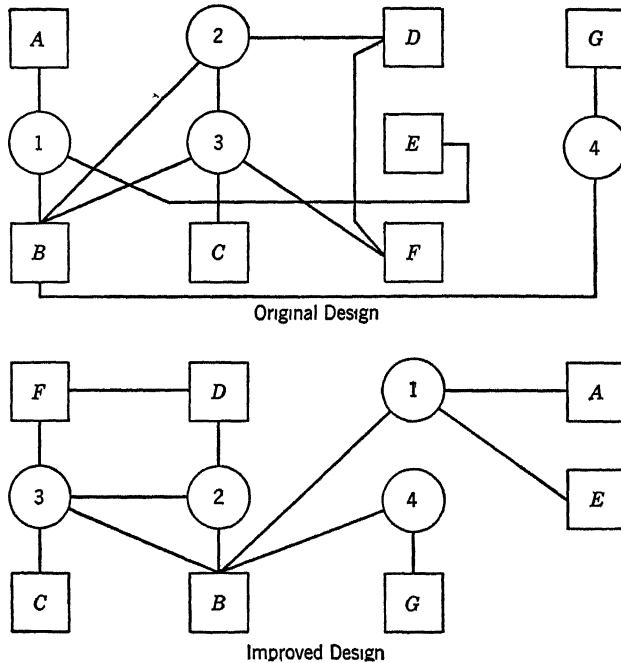 A 2 D G
1 3 E 4
B C F
Original Design
F D 1 A
3 2 4 E
C B G
Improved Design